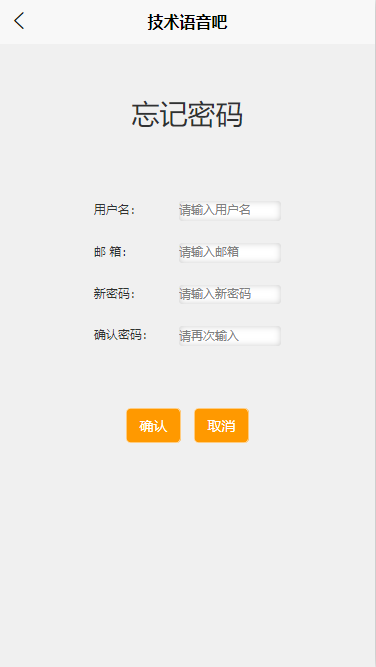 技术语音吧
忘记密码
用户名： 请输入用户名
邮 箱： 请输入邮箱
新密码： 请输入新密码
确认密码： 请再次输入
确认 取消